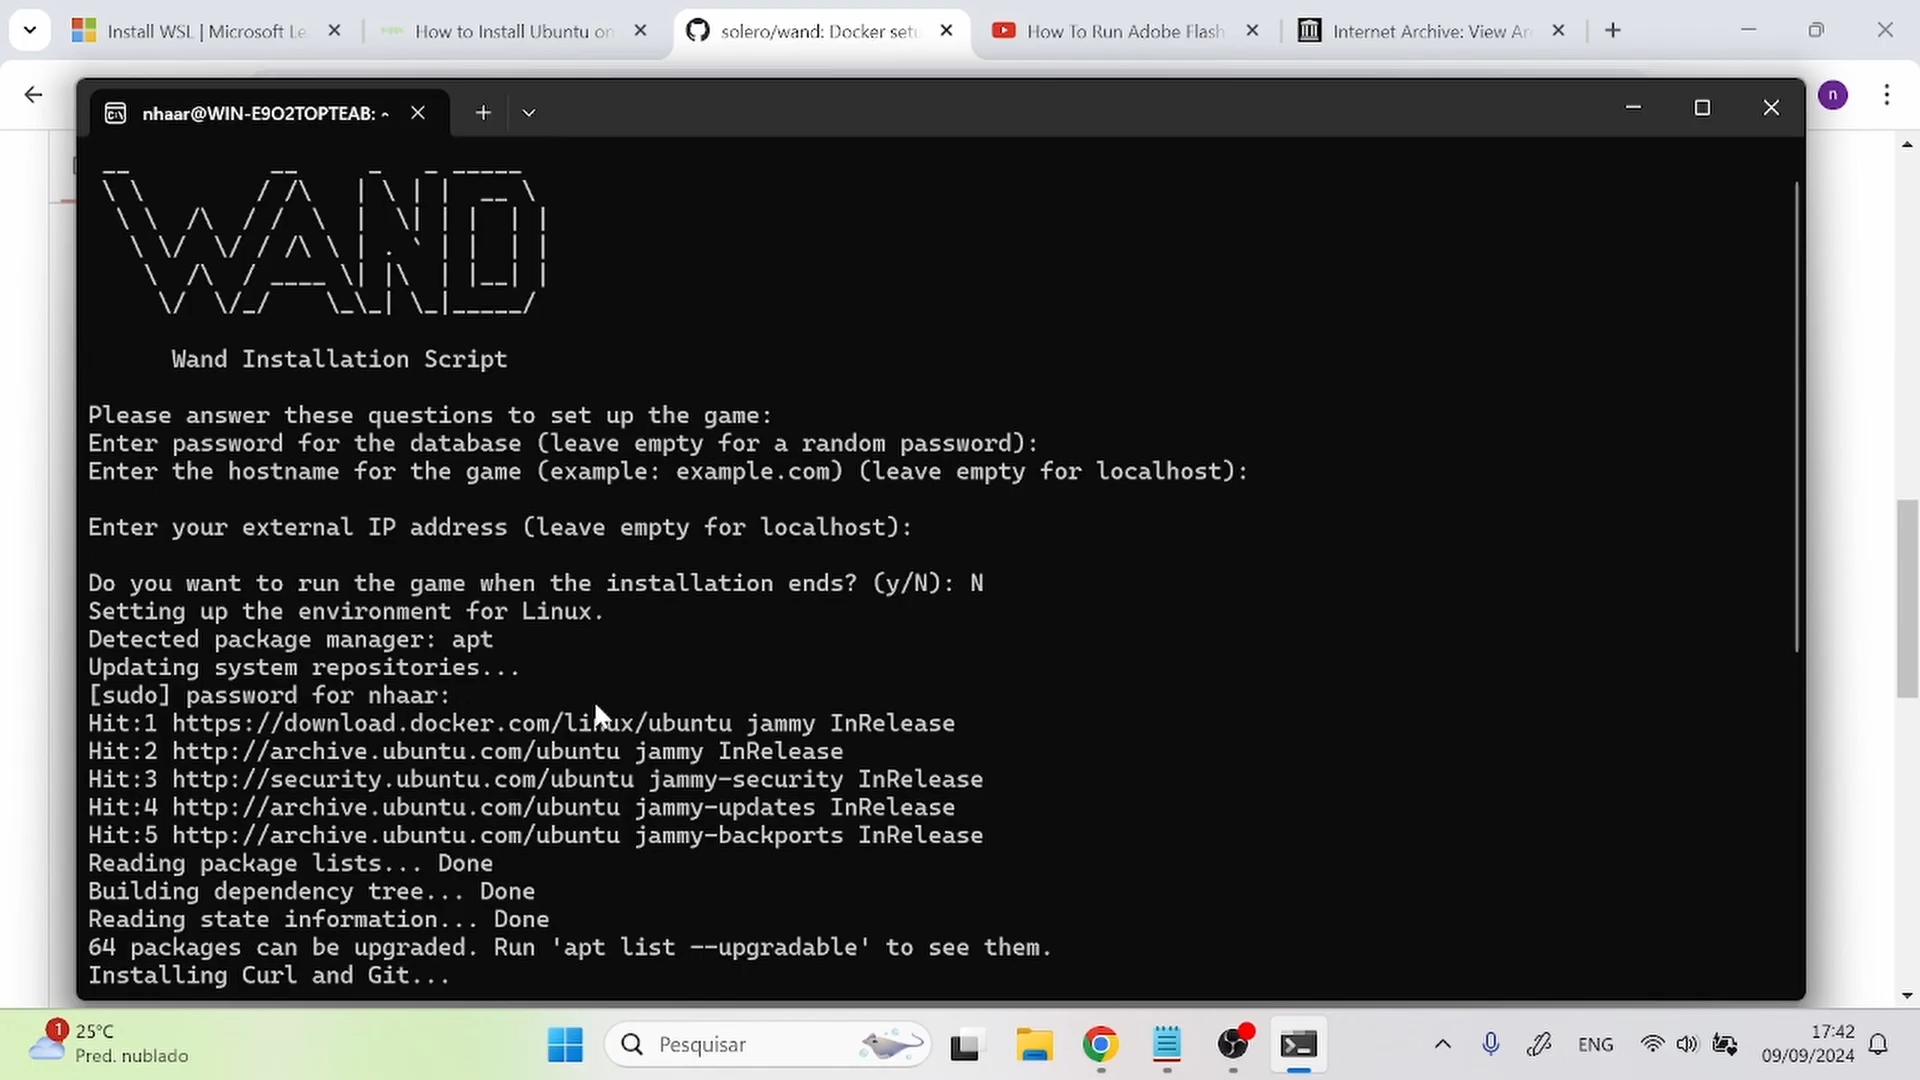 Install WSL | Microsoft Le
How to Install Ubuntu on
solero/wand: Docker setu
How To Run Adobe Flash
Internet Archive: View Ar
n
nhaar@WIN-E9O2TOPTEAB: ~
WAND
Wand Installation Script
Please answer these questions to set up the game:
Enter password for the database (leave empty for a random password):
Enter the hostname for the game (example: example.com) (leave empty for localhost):
Enter your external IP address (leave empty for localhost):
Do you want to run the game when the installation ends? (y/N): N
Setting up the environment for Linux.
Detected package manager: apt
Updating system repositories...
[sudo] password for nhaar:
Hit:1 https://download.docker.com/linux/ubuntu jammy InRelease
Hit:2 http://archive.ubuntu.com/ubuntu jammy InRelease
Hit:3 http://security.ubuntu.com/ubuntu jammy-security InRelease
Hit:4 http://archive.ubuntu.com/ubuntu jammy-updates InRelease
Hit:5 http://archive.ubuntu.com/ubuntu jammy-backports InRelease
Reading package lists... Done
Building dependency tree... Done
Reading state information... Done
64 packages can be upgraded. Run 'apt list --upgradable' to see them.
Installing Curl and Git...
1
25°C
Pred. nublado
Pesquisar
ENG
17:42
09/09/2024